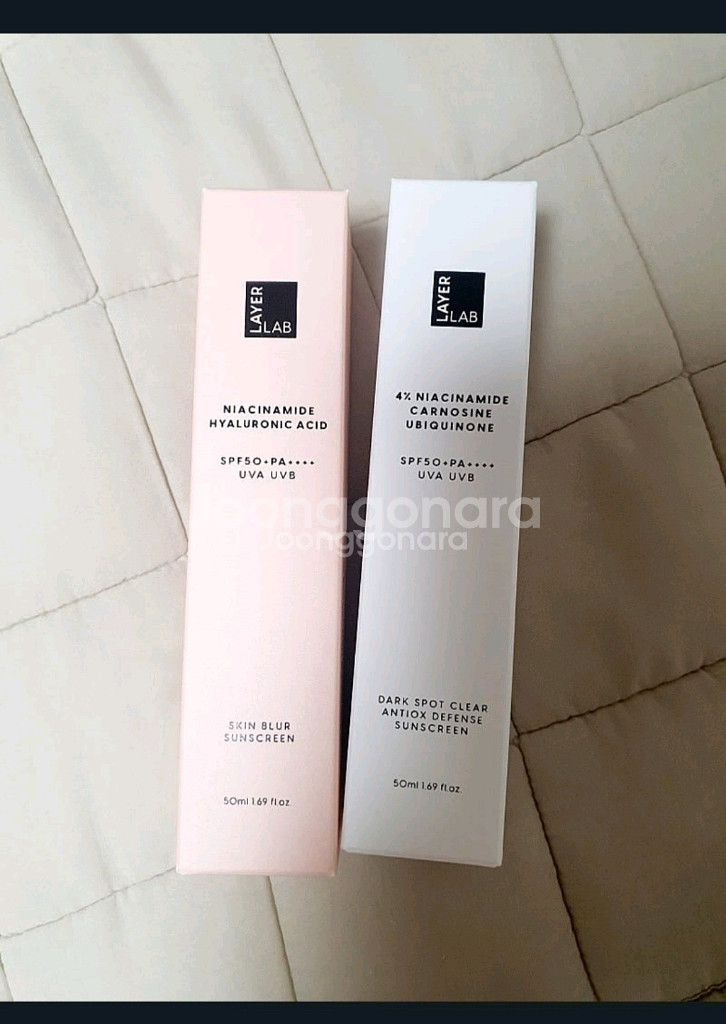 LAYER
LAB
NIACINAMIDE
HYALURONIC ACID
SPF50+PA++++
UVA UVB
SKIN BLUR
SUNSCREEN
50ml 1.69 fl.oz.
LAYER
LAB
4% NIACINAMIDE
CARNOSINE
UBIQUINONE
SPF50+PA++++
UVA UVB
DARK SPOT CLEAR
ANTIOX DEFENSE
SUNSCREEN
50ml 1.69 fl.oz.
Joonggonara
Joonggonara